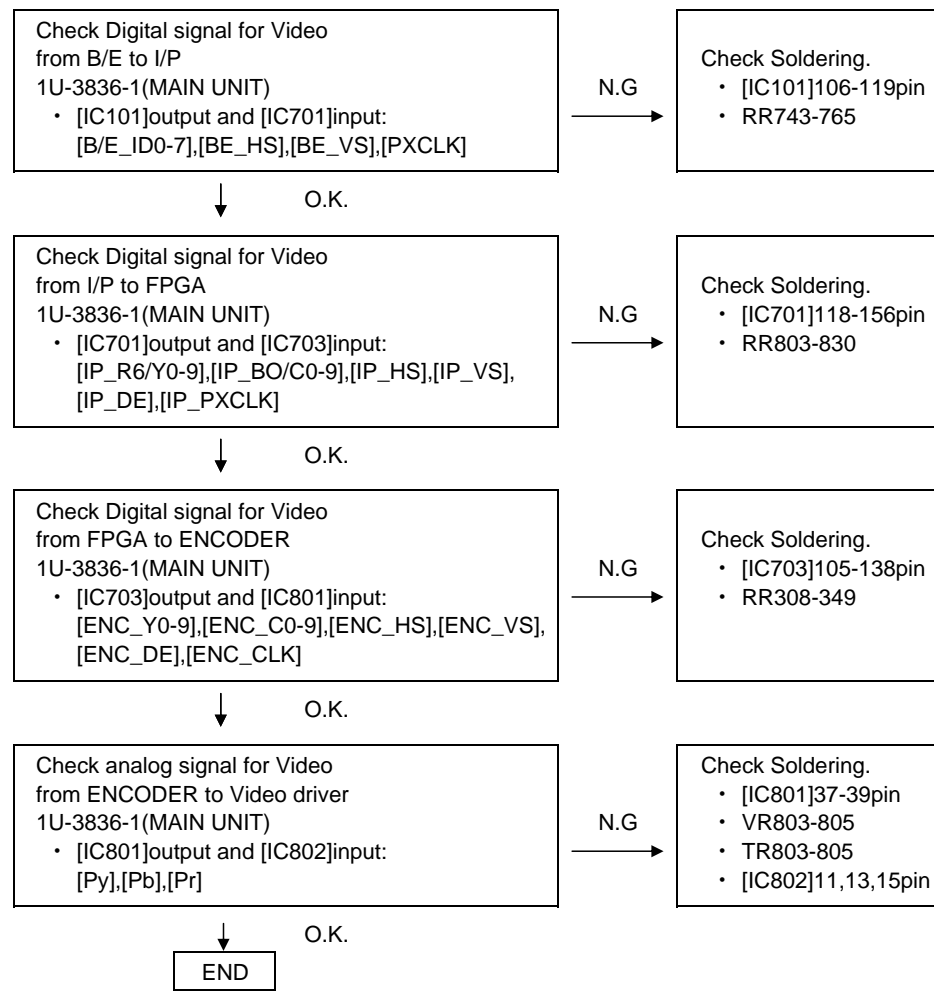 Check Digital signal for Video
from B/E to I/P
1U-3836-1(MAIN UNIT)
・ [IC101]output and [IC701]input:
[B/E_ID0-7],[BE_HS],[BE_VS],[PXCLK]
N.G
Check Soldering.
・ [IC101]106-119pin
・ RR743-765
O.K.
Check Digital signal for Video
from I/P to FPGA
1U-3836-1(MAIN UNIT)
・ [IC701]output and [IC703]input:
[IP_R6/Y0-9],[IP_BO/C0-9],[IP_HS],[IP_VS],
[IP_DE],[IP_PXCLK]
N.G
Check Soldering.
・ [IC701]118-156pin
・ RR803-830
O.K.
Check Digital signal for Video
from FPGA to ENCODER
1U-3836-1(MAIN UNIT)
・ [IC703]output and [IC801]input:
[ENC_Y0-9],[ENC_C0-9],[ENC_HS],[ENC_VS],
[ENC_DE],[ENC_CLK]
N.G
Check Soldering.
・ [IC703]105-138pin
・ RR308-349
O.K.
Check analog signal for Video
from ENCODER to Video driver
1U-3836-1(MAIN UNIT)
・ [IC801]output and [IC802]input:
[Py],[Pb],[Pr]
N.G
Check Soldering.
・ [IC801]37-39pin
・ VR803-805
・ TR803-805
・ [IC802]11,13,15pin
O.K.
END